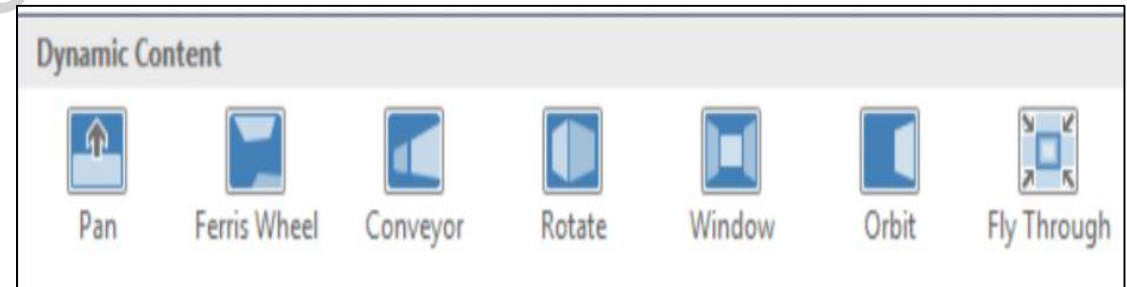 Dynamic Content
Pan Ferris Wheel Conveyor Rotate Window Orbit Fly Through